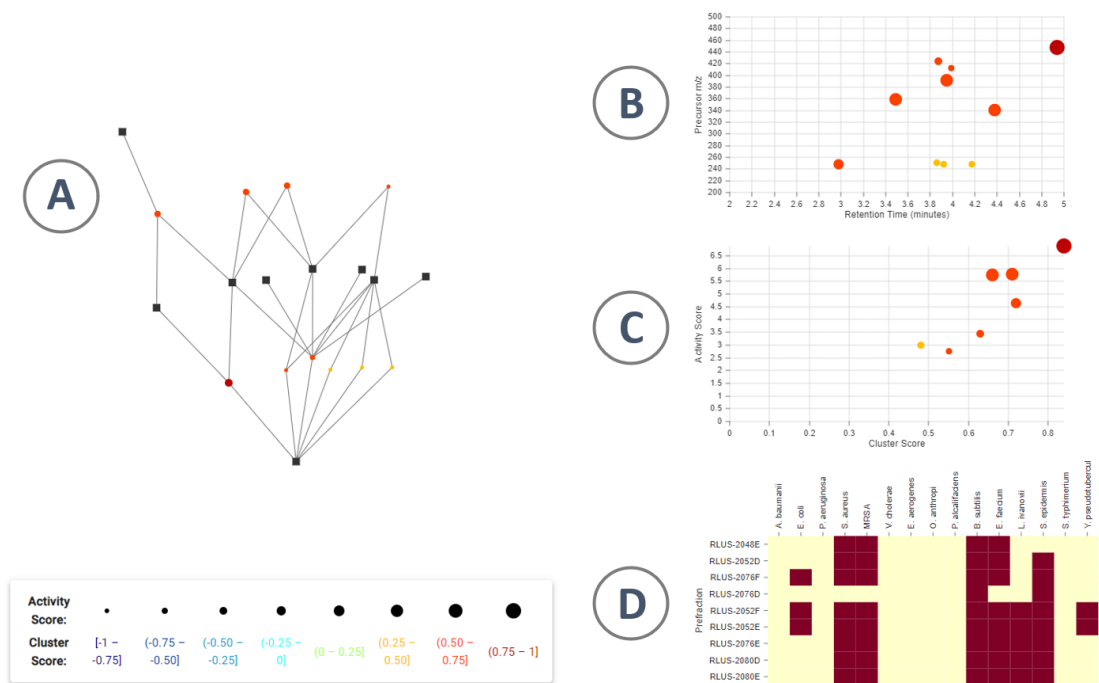 A
B
500
480
460
440
420
400
380
360
340
320
300
280
260
240
220
200
Precursor m/z
2 2.2 2.4 2.6 2.8 3 3.2 3.4 3.6 3.8 4 4.2 4.4 4.6 4.8 5
Retention Time (minutes)
C
6.5
6
5.5
5
4.5
4
3.5
3
2.5
2
1.5
1
0.5
0
Activity Score
0 0.1 0.2 0.3 0.4 0.5 0.6 0.7 0.8
Cluster Score
D
A. baumanii
E. coli
P. aeruginosa
S. aureus
MRSA
V. cholerae
E. aerogenes
O. anthropi
P. alcalifaciens
B. subtilis
E. faecium
L. ivanovii
S. epidermis
S. typhimerium
Y. pseudotubercul
Prefraction
RLUS-2048E
RLUS-2052D
RLUS-2076F
RLUS-2076D
RLUS-2052F
RLUS-2052E
RLUS-2076E
RLUS-2080D
RLUS-2080E
Activity
Score:
Cluster [-1 – (-0.75 – (-0.50 – (-0.25 – (0 – 0.25] (0.25 – (0.50 – (0.75 – 1]
Score: -0.75] -0.50] -0.25] 0] 0.50] 0.75]